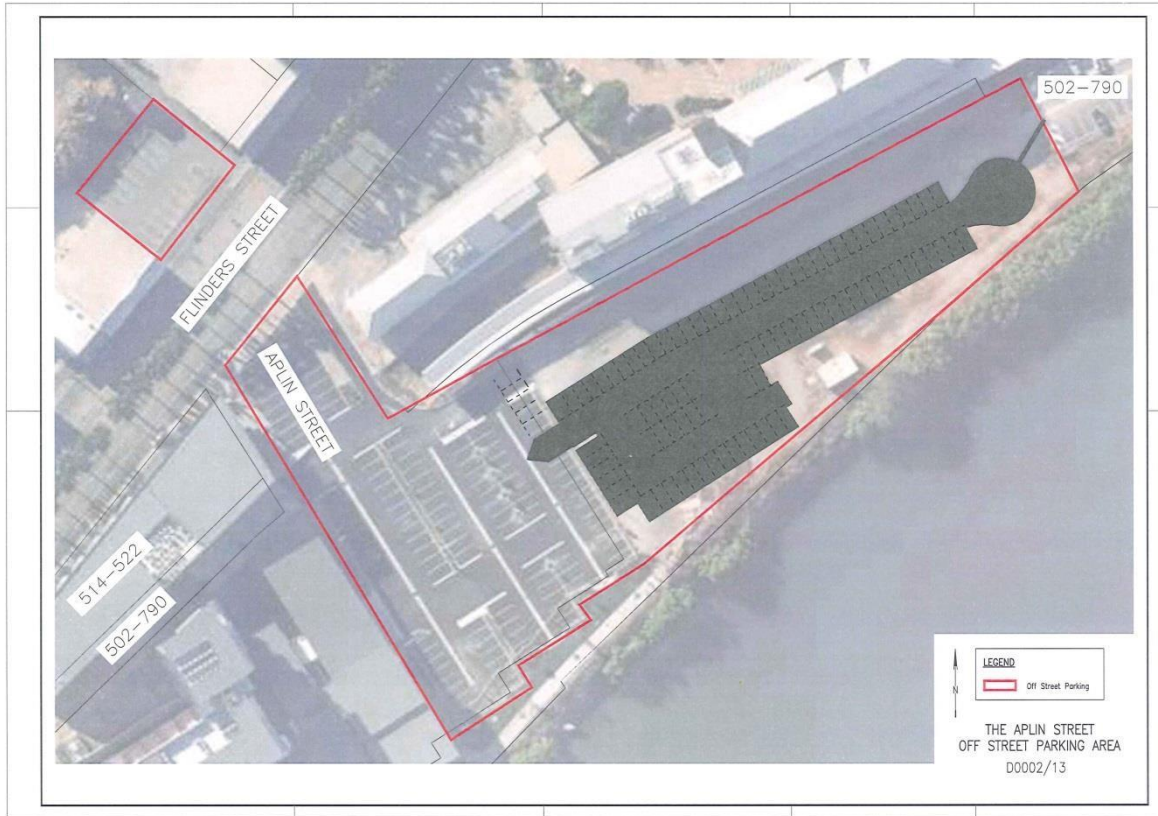 502-790
FLINDERS STREET
APLIN STREET
514-522
502-790
LEGEND
Off Street Parking
N
THE APLIN STREET
OFF STREET PARKING AREA
D0002/13